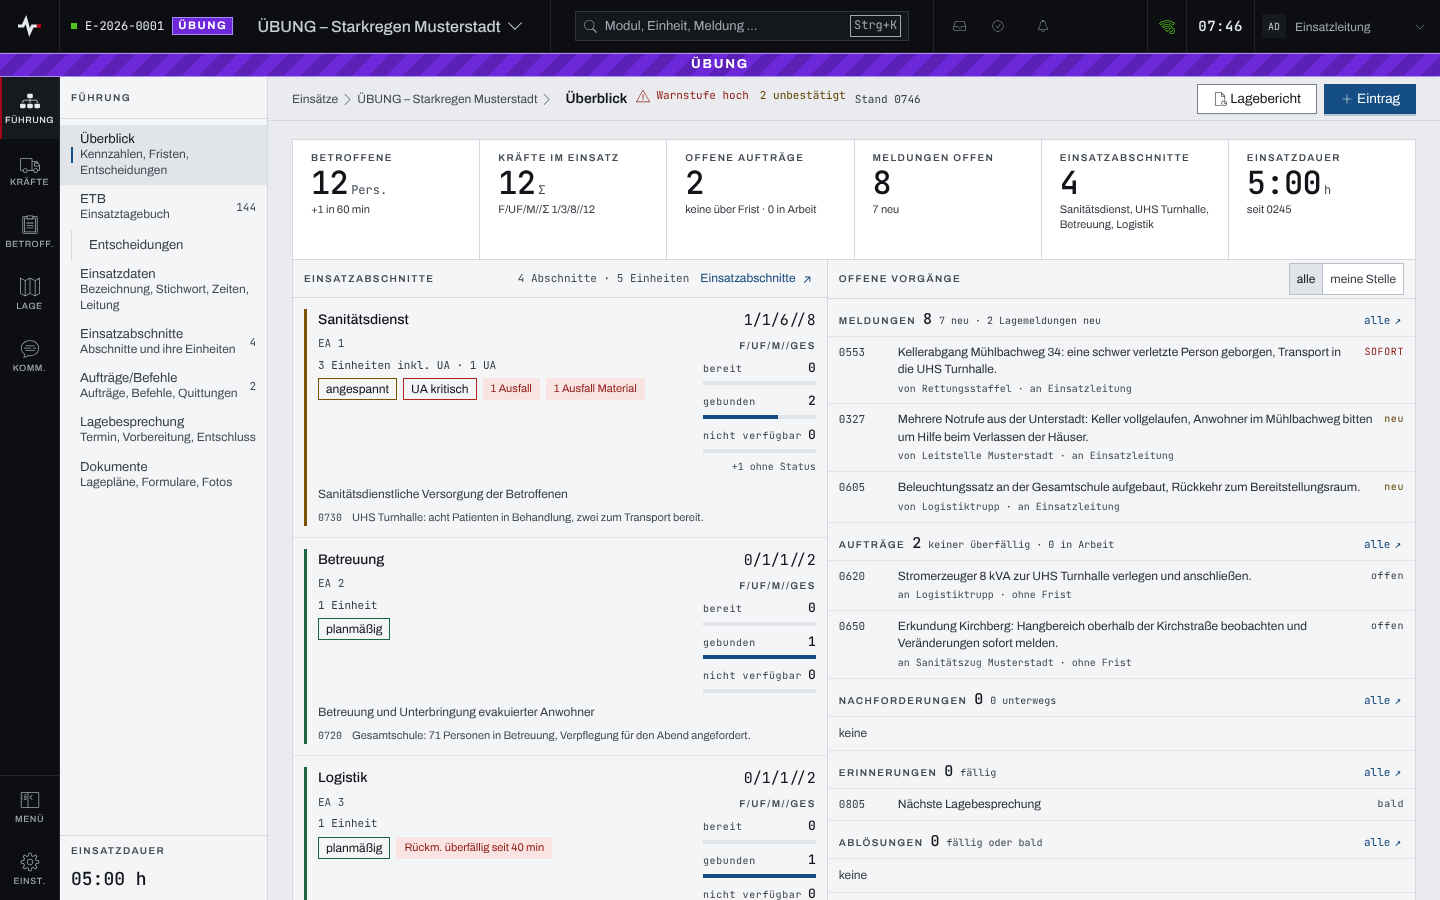 E-2026-0001 ÜBUNG ÜBUNG – Starkregen Musterstadt
Modul, Einheit, Meldung ... Strg+K
07:46 AD Einsatzleitung
ÜBUNG
FÜHRUNG
KRÄFTE
BETROFF.
LAGE
KOMM.
MENÜ
EINST.
FÜHRUNG
Überblick
Kennzahlen, Fristen,
Entscheidungen
ETB
Einsatztagebuch 144
Entscheidungen
Einsatzdaten
Bezeichnung, Stichwort, Zeiten,
Leitung
Einsatzabschnitte
Abschnitte und ihre Einheiten 4
Aufträge/Befehle
Aufträge, Befehle, Quittungen 2
Lagebesprechung
Termin, Vorbereitung, Entschluss
Dokumente
Lagepläne, Formulare, Fotos
EINSATZDAUER
05:00 h
Einsätze ÜBUNG – Starkregen Musterstadt Überblick Warnstufe hoch 2 unbestätigt Stand 0746
Lagebericht + Eintrag
BETROFFENE
12 Pers.
+1 in 60 min
KRÄFTE IM EINSATZ
12 Σ
F/UF/M//Σ 1/3/8//12
OFFENE AUFTRÄGE
2
keine über Frist · 0 in Arbeit
MELDUNGEN OFFEN
8
7 neu
EINSATZABSCHNITTE
4
Sanitätsdienst, UHS Turnhalle,
Betreuung, Logistik
EINSATZDAUER
5:00 h
seit 0245
EINSATZABSCHNITTE 4 Abschnitte · 5 Einheiten Einsatzabschnitte ↗
Sanitätsdienst 1/1/6//8
EA 1 F/UF/M//GES
3 Einheiten inkl. UA · 1 UA
angespannt UA kritisch 1 Ausfall 1 Ausfall Material
bereit 0
gebunden 2
nicht verfügbar 0
+1 ohne Status
Sanitätsdienstliche Versorgung der Betroffenen
0730 UHS Turnhalle: acht Patienten in Behandlung, zwei zum Transport bereit.
Betreuung 0/1/1//2
EA 2 F/UF/M//GES
1 Einheit
planmäßig
bereit 0
gebunden 1
nicht verfügbar 0
Betreuung und Unterbringung evakuierter Anwohner
0720 Gesamtschule: 71 Personen in Betreuung, Verpflegung für den Abend angefordert.
Logistik 0/1/1//2
EA 3 F/UF/M//GES
1 Einheit
planmäßig Rückm. überfällig seit 40 min
bereit 0
gebunden 1
nicht verfügbar 0
OFFENE VORGÄNGE alle meine Stelle
MELDUNGEN 8 7 neu · 2 Lagemeldungen neu alle ↗
0553 Kellerabgang Mühlbachweg 34: eine schwer verletzte Person geborgen, Transport in SOFORT
die UHS Turnhalle.
von Rettungsstaffel · an Einsatzleitung
0327 Mehrere Notrufe aus der Unterstadt: Keller vollgelaufen, Anwohner im Mühlbachweg bitten neu
um Hilfe beim Verlassen der Häuser.
von Leitstelle Musterstadt · an Einsatzleitung
0605 Beleuchtungssatz an der Gesamtschule aufgebaut, Rückkehr zum Bereitstellungsraum. neu
von Logistiktrupp · an Einsatzleitung
AUFTRÄGE 2 keiner überfällig · 0 in Arbeit alle ↗
0620 Stromerzeuger 8 kVA zur UHS Turnhalle verlegen und anschließen. offen
an Logistiktrupp · ohne Frist
0650 Erkundung Kirchberg: Hangbereich oberhalb der Kirchstraße beobachten und offen
Veränderungen sofort melden.
an Sanitätszug Musterstadt · ohne Frist
NACHFORDERUNGEN 0 0 unterwegs alle ↗
keine
ERINNERUNGEN 0 fällig alle ↗
0805 Nächste Lagebesprechung bald
ABLÖSUNGEN 0 fällig oder bald alle ↗
keine